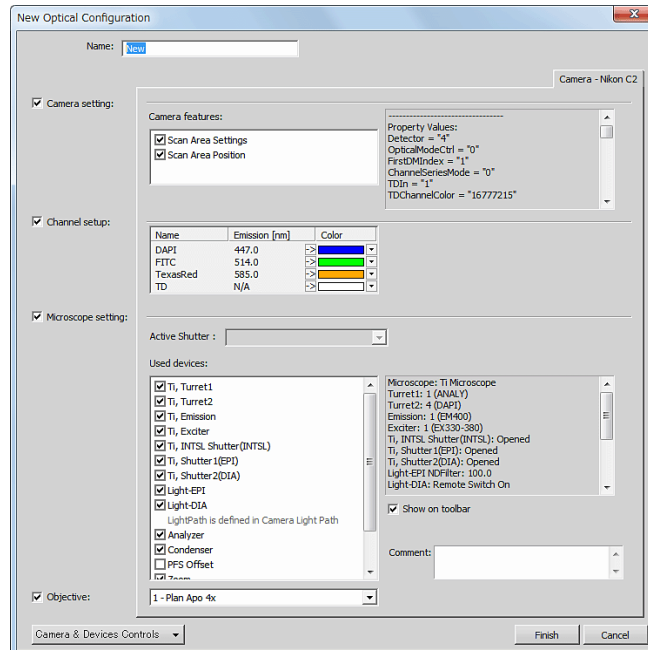 New Optical Configuration
Name: New
Camera - Nikon C2
Camera setting:
Camera features:
Scan Area Settings
Scan Area Position
--------------------------------
Property Values:
Detector = "4"
OpticalModeCtrl = "0"
FirstDMIndex = "1"
ChannelSeriesMode = "0"
TDIn = "1"
TDChannelColor = "16777215"
Channel setup:
Name Emission [nm] Color
DAPI 447.0 ->
FITC 514.0 ->
TexasRed 585.0 ->
TD N/A ->
Microscope setting:
Active Shutter :
Used devices:
Ti, Turret1
Ti, Turret2
Ti, Emission
Ti, Exciter
Ti, INTSL Shutter(INTSL)
Ti, Shutter1(EPI)
Ti, Shutter2(DIA)
Light-EPI
Light-DIA
LightPath is defined in Camera Light Path
Analyzer
Condenser
PFS Offset
Zoom
Microscope: Ti Microscope
Turret1: 1 (ANALY)
Turret2: 4 (DAPI)
Emission: 1 (EM400)
Exciter: 1 (EX330-380)
Ti, INTSL Shutter(INTSL): Opened
Ti, Shutter1(EPI): Opened
Ti, Shutter2(DIA): Opened
Light-EPI NDFilter: 100.0
Light-DIA: Remote Switch On
Show on toolbar
Comment:
Objective:
1 - Plan Apo 4x
Camera & Devices Controls
Finish
Cancel